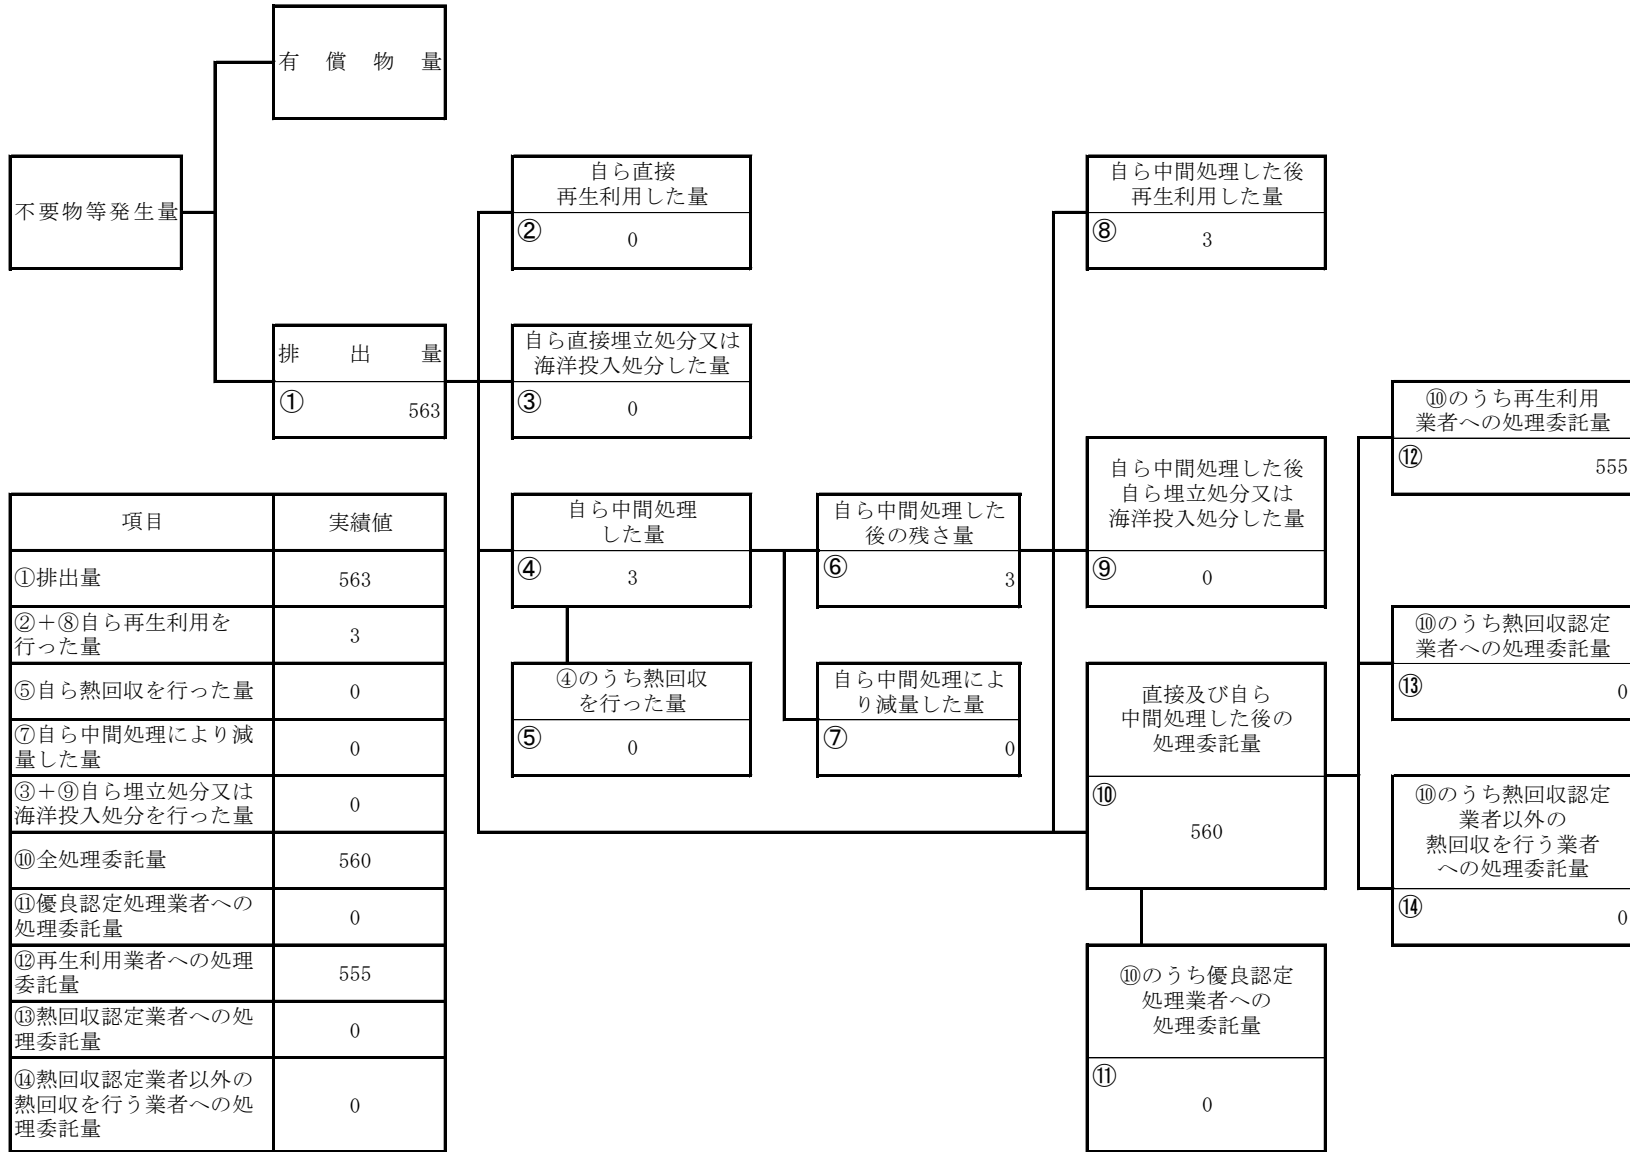 有償物量
不要物等発生量
排出量
① 563
自ら直接
再生利用した量
② 0
自ら直接埋立処分又は
海洋投入処分した量
③ 0
自ら中間処理
した量
④ 3
④のうち熱回収
を行った量
⑤ 0
自ら中間処理した
後の残さ量
⑥ 3
自ら中間処理によ
り減量した量
⑦ 0
自ら中間処理した後
再生利用した量
⑧ 3
自ら中間処理した後
自ら埋立処分又は
海洋投入処分した量
⑨ 0
直接及び自ら
中間処理した後の
処理委託量
⑩
560
⑩のうち優良認定
処理業者への
処理委託量
⑪
0
⑩のうち再生利用
業者への処理委託量
⑫ 555
⑩のうち熱回収認定
業者への処理委託量
⑬ 0
⑩のうち熱回収認定
業者以外の
熱回収を行う業者
への処理委託量
⑭ 0
項目 実績値
①排出量 563
②+⑧自ら再生利用を
行った量 3
⑤自ら熱回収を行った量 0
⑦自ら中間処理により減
量した量 0
③+⑨自ら埋立処分又は
海洋投入処分を行った量 0
⑩全処理委託量 560
⑪優良認定処理業者への
処理委託量 0
⑫再生利用業者への処理
委託量 555
⑬熱回収認定業者への処
理委託量 0
⑭熱回収認定業者以外の
熱回収を行う業者への処
理委託量 0